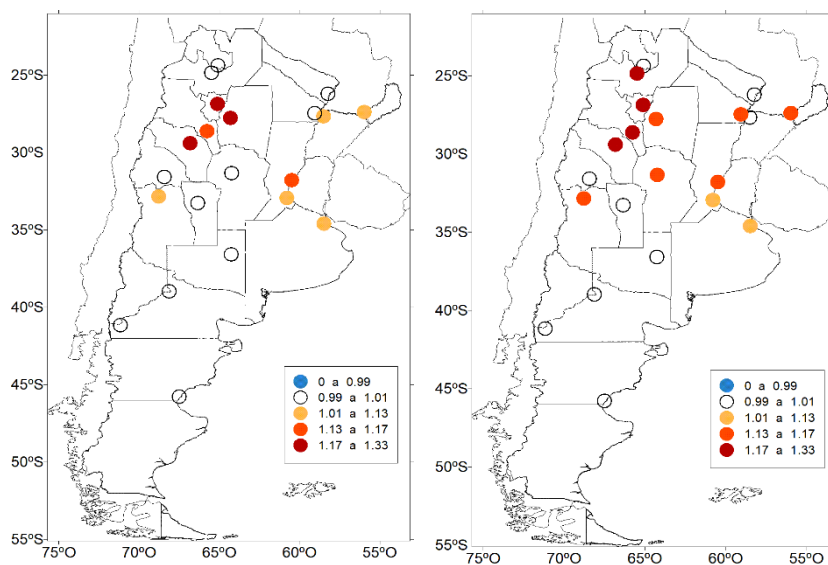 25ºS
30ºS
35ºS
40ºS
45ºS
50ºS
55ºS
75ºO 70ºO 65ºO 60ºO 55ºO
0 a 0.99
0.99 a 1.01
1.01 a 1.13
1.13 a 1.17
1.17 a 1.33
25ºS
30ºS
35ºS
40ºS
45ºS
50ºS
55ºS
75ºO 70ºO 65ºO 60ºO 55ºO
0 a 0.99
0.99 a 1.01
1.01 a 1.13
1.13 a 1.17
1.17 a 1.33